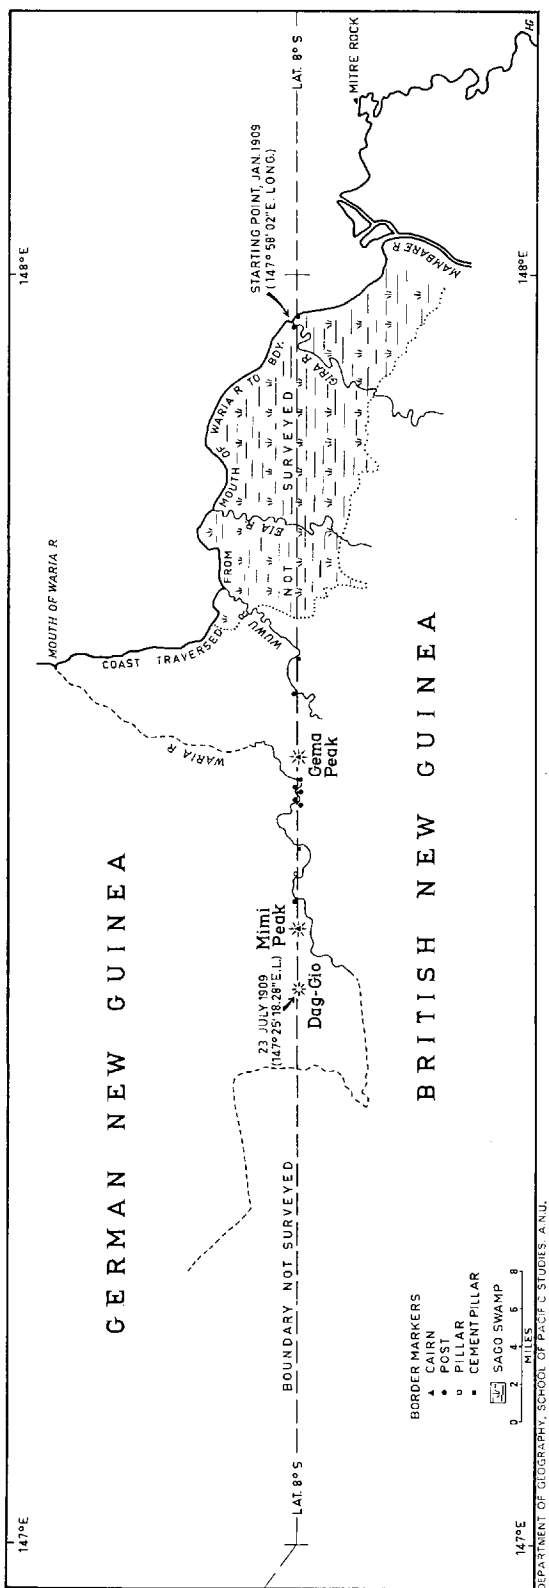 147°E
148°E
GERMAN NEW GUINEA
MOUTH OF WARIA R
COAST TRAVERSED FROM MOUTH OF WARIA R TO BDY.
WARIA R
WUWU R
EIA R
GIRA R
MAMBARE R
MITRE ROCK
STARTING POINT, JAN. 1909
(147° 58' 02" E. LONG.)
23 JULY 1909
(147° 25' 18.28" E.L.)
Dag-Gio
Mimi
Peak
Gema
Peak
LAT. 8° S
BOUNDARY NOT SURVEYED
NOT SURVEYED
LAT. 8° S
BRITISH NEW GUINEA
BORDER MARKERS
CAIRN
POST
PILLAR
CEMENT PILLAR
SAGO SWAMP
0 2 4 6 8
MILES
147°E
148°E
HG
DEPARTMENT OF GEOGRAPHY, SCHOOL OF PACIFIC STUDIES, A.N.U.